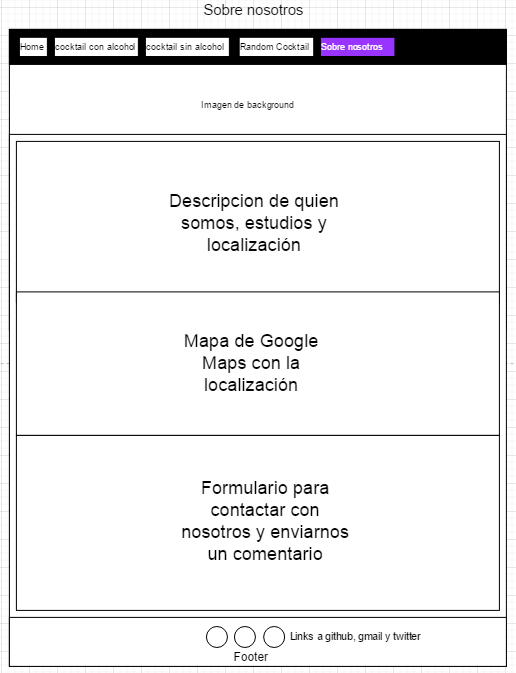 Sobre nosotros
Home cocktail con alcohol cocktail sin alcohol Random Cocktail Sobre nosotros
Imagen de background
Descripcion de quien
somos, estudios y
localización
Mapa de Google
Maps con la
localización
Formulario para
contactar con
nosotros y enviarnos
un comentario
Links a github, gmail y twitter
Footer